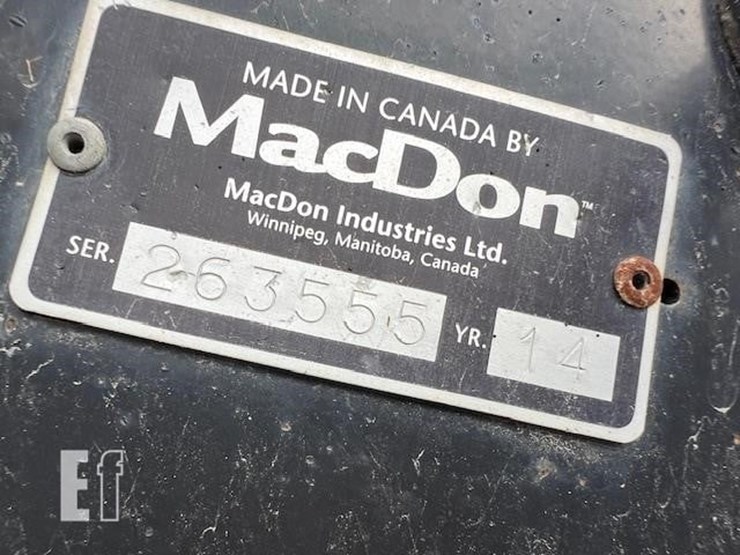 MADE IN CANADA BY
MacDon™
MacDon Industries Ltd.
Winnipeg, Manitoba, Canada
SER. 263555 YR. 14
Ef